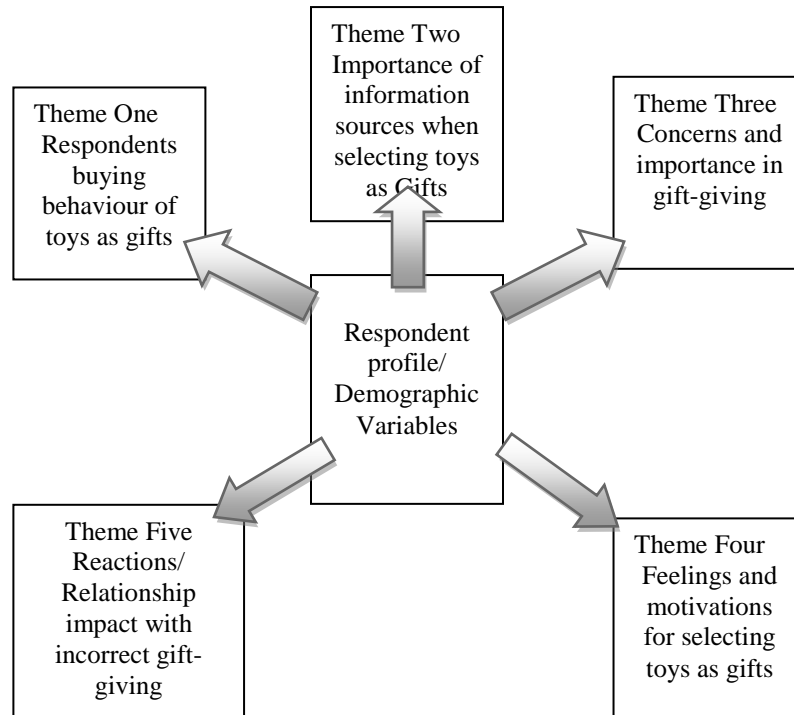 Theme One
Respondents
buying
behaviour of
toys as gifts
Theme Two
Importance of
information
sources when
selecting toys
as Gifts
Theme Three
Concerns and
importance in
gift-giving
Respondent
profile/
Demographic
Variables
Theme Five
Reactions/
Relationship
impact with
incorrect gift-
giving
Theme Four
Feelings and
motivations
for selecting
toys as gifts